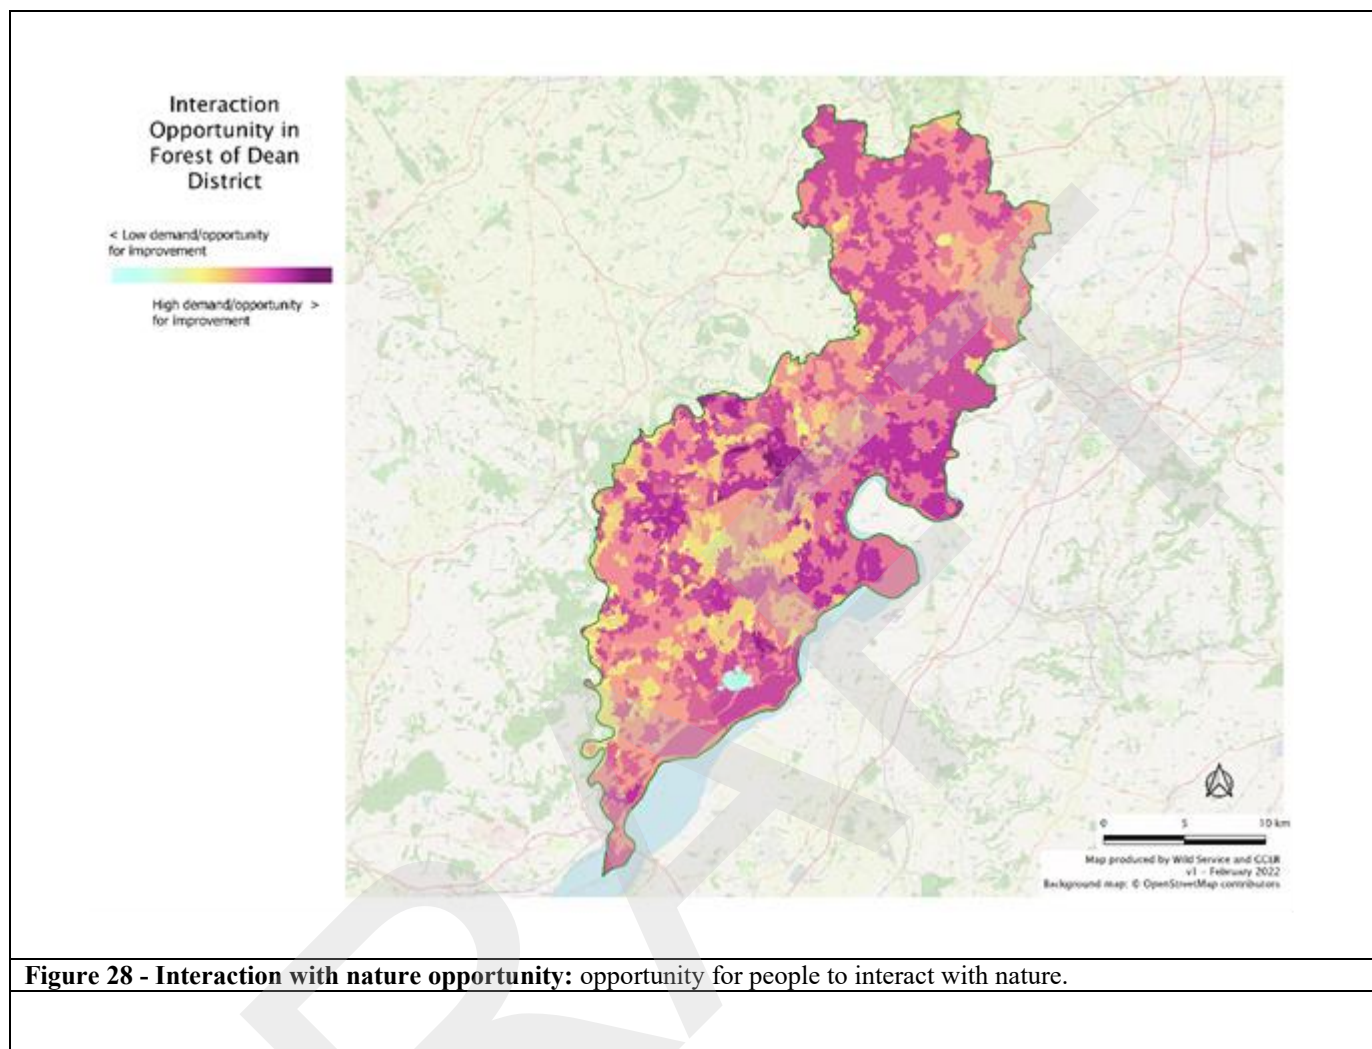 Interaction
Opportunity in
Forest of Dean
District
< Low demand/opportunity
for improvement
High demand/opportunity >
for improvement
0 5 10 km
Map produced by Wild Service and GCER
v1 - February 2022
Background map: © OpenStreetMap contributors
Figure 28 - Interaction with nature opportunity: opportunity for people to interact with nature.